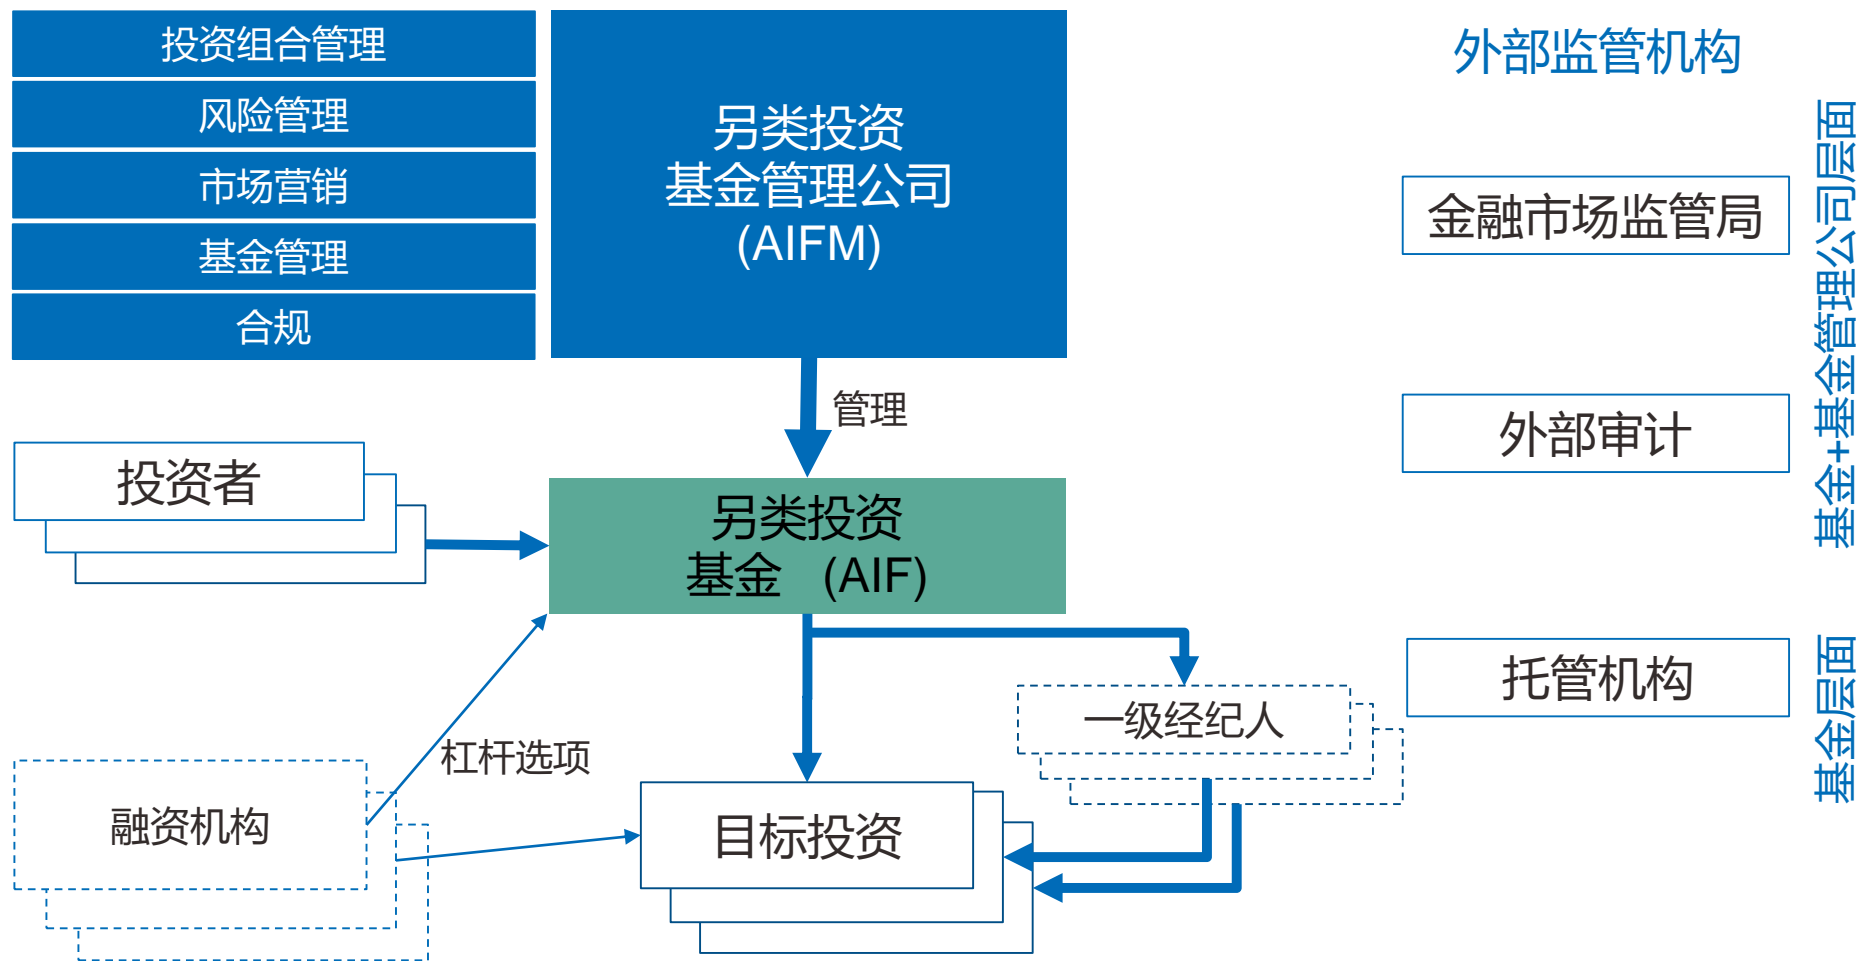 投资组合管理
风险管理
市场营销
基金管理
合规
另类投资
基金管理公司
(AIFM)
管理
投资者
另类投资
基金 (AIF)
杠杆选项
融资机构
目标投资
一级经纪人
外部监管机构
金融市场监管局
外部审计
托管机构
基金+基金管理公司层面
基金层面